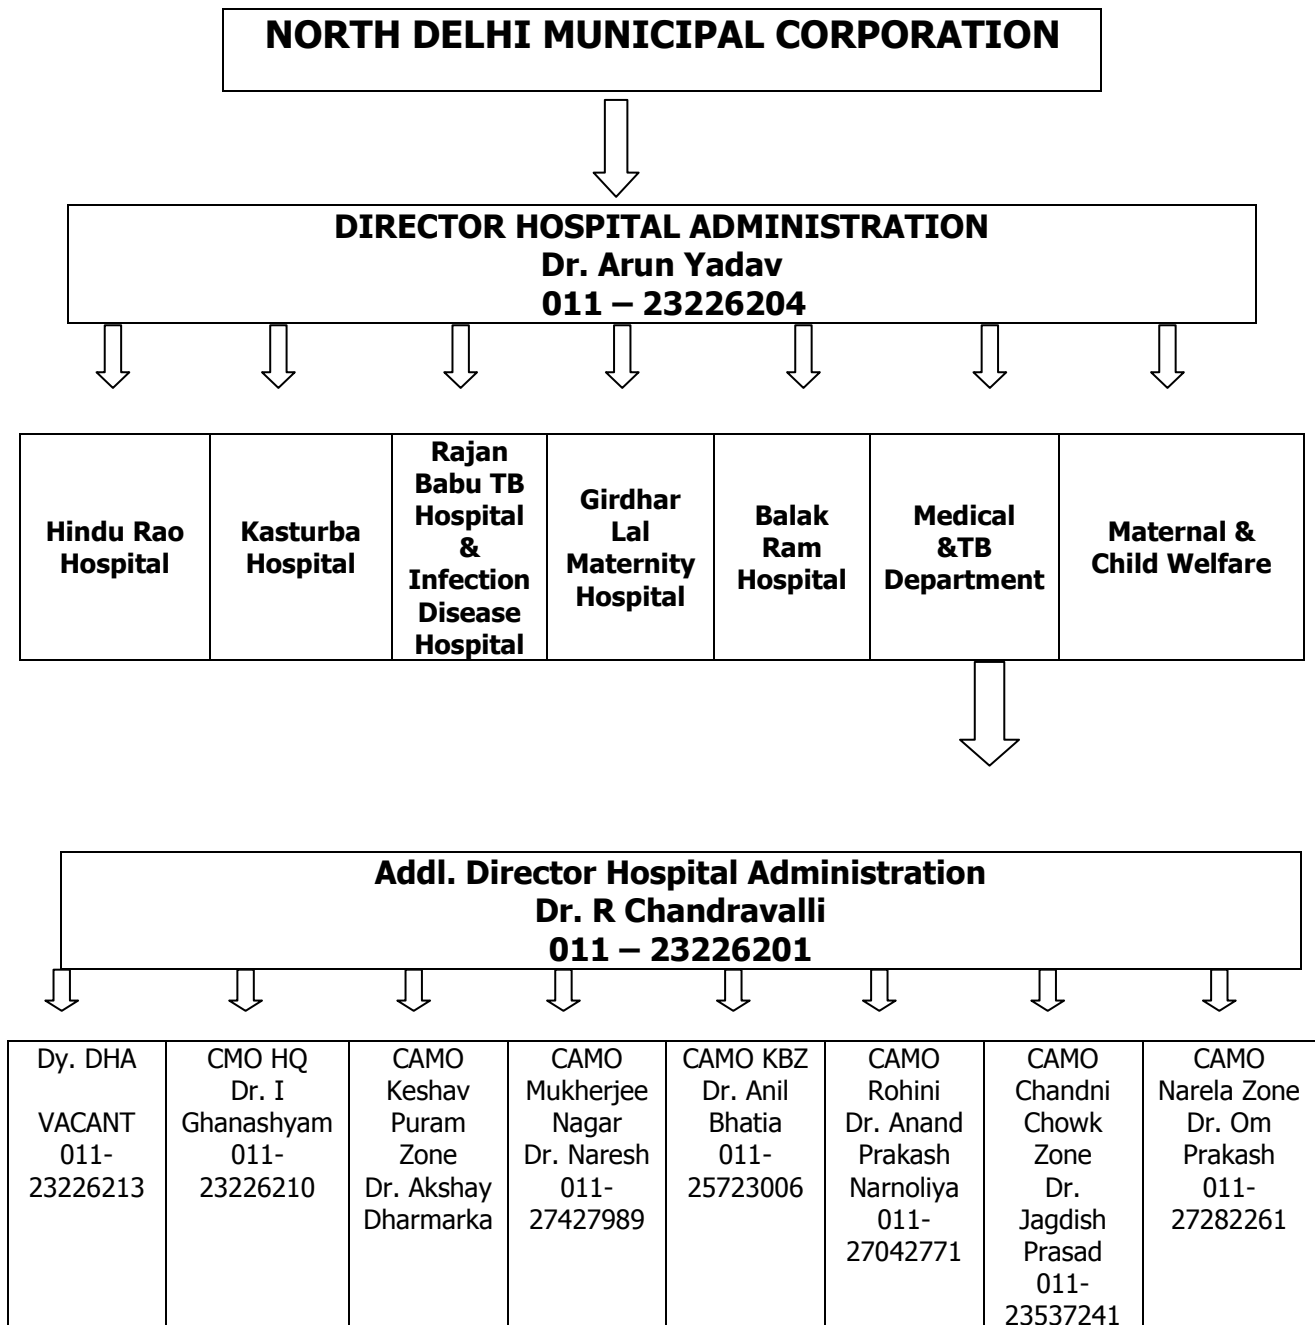 NORTH DELHI MUNICIPAL CORPORATION
DIRECTOR HOSPITAL ADMINISTRATION
Dr. Arun Yadav
011 – 23226204
Hindu Rao
Hospital
Kasturba
Hospital
Rajan
Babu TB
Hospital
&
Infection
Disease
Hospital
Girdhar
Lal
Maternity
Hospital
Balak
Ram
Hospital
Medical
&TB
Department
Maternal &
Child Welfare
Addl. Director Hospital Administration
Dr. R Chandravalli
011 – 23226201
Dy. DHA
VACANT
011-
23226213
CMO HQ
Dr. I
Ghanashyam
011-
23226210
CAMO
Keshav
Puram
Zone
Dr. Akshay
Dharmarka
CAMO
Mukherjee
Nagar
Dr. Naresh
011-
27427989
CAMO KBZ
Dr. Anil
Bhatia
011-
25723006
CAMO
Rohini
Dr. Anand
Prakash
Narnoliya
011-
27042771
CAMO
Chandni
Chowk
Zone
Dr.
Jagdish
Prasad
011-
23537241
CAMO
Narela Zone
Dr. Om
Prakash
011-
27282261